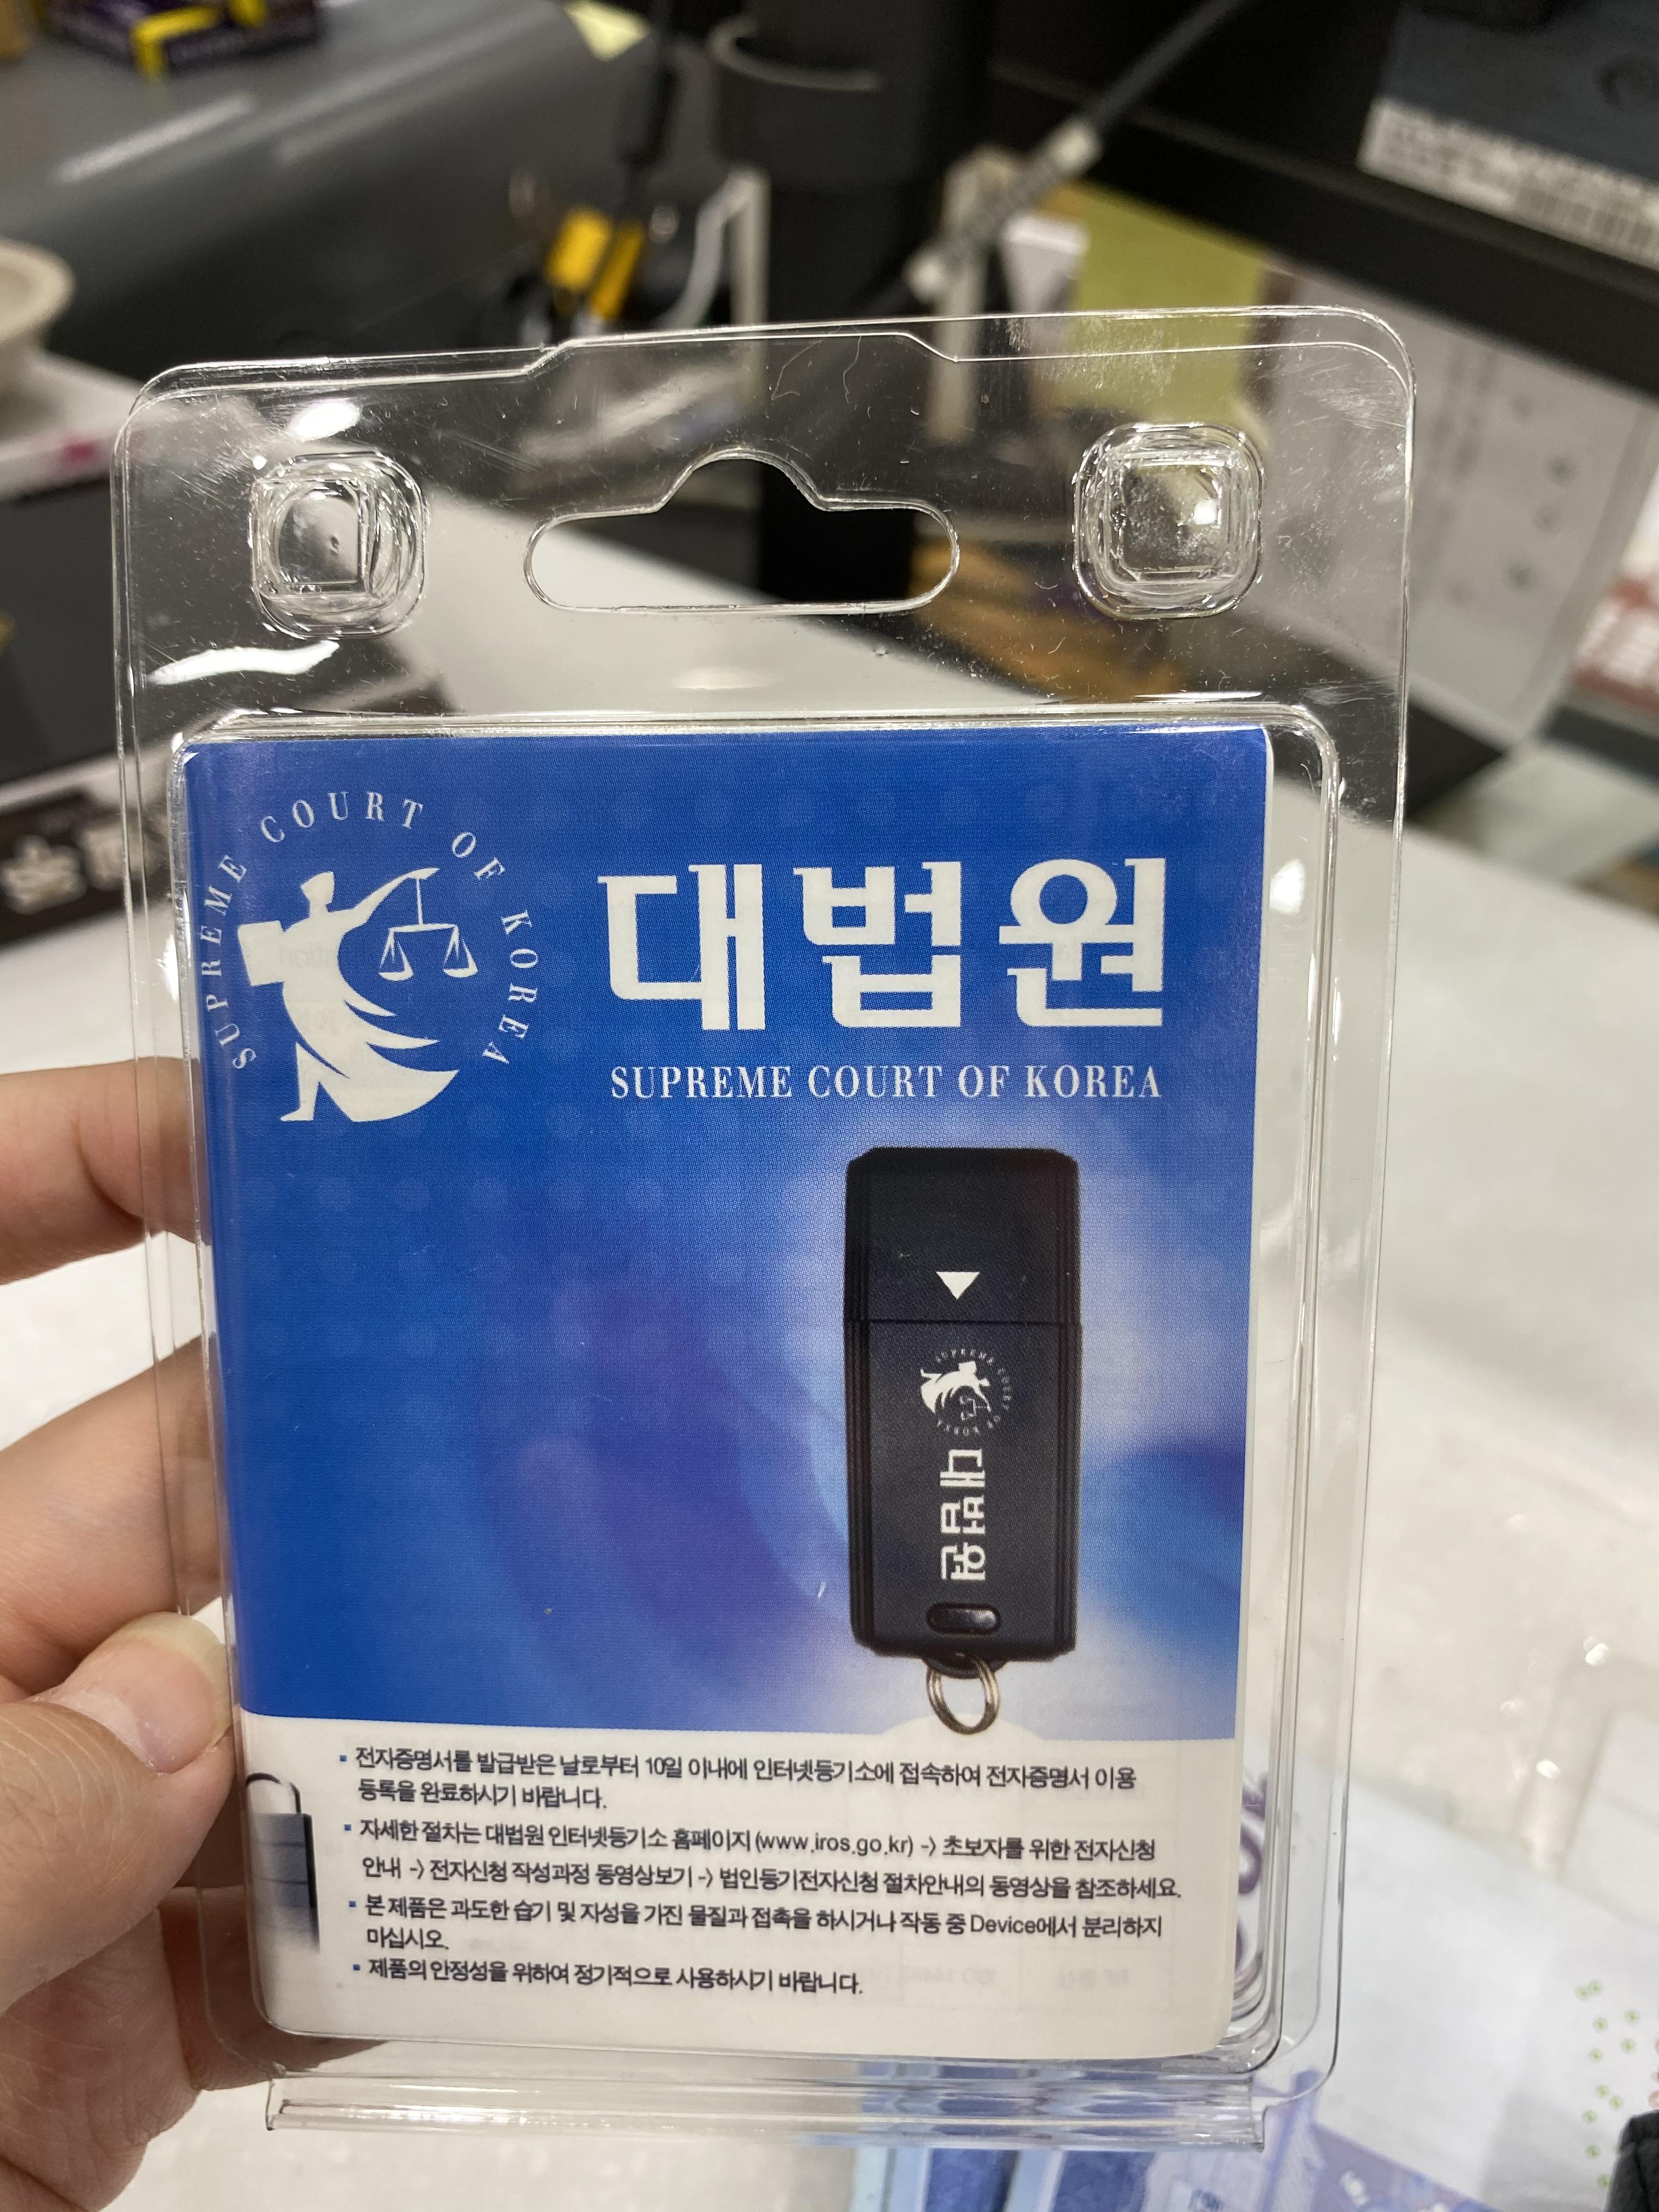 SUPREME COURT OF KOREA
대법원
SUPREME COURT OF KOREA
SUPREME COURT OF KOREA
대법원
▪ 전자증명서를 발급받은 날로부터 10일 이내에 인터넷등기소에 접속하여 전자증명서 이용
등록을 완료하시기 바랍니다.
▪ 자세한 절차는 대법원 인터넷등기소 홈페이지(www.iros.go.kr) -> 초보자를 위한 전자신청
안내 -> 전자신청 작성과정 동영상보기 -> 법인등기전자신청 절차안내의 동영상을 참조하세요.
▪ 본 제품은 과도한 습기 및 자성을 가진 물질과 접촉을 하시거나 작동 중 Device에서 분리하지
마십시오.
▪ 제품의 안정성을 위하여 정기적으로 사용하시기 바랍니다.